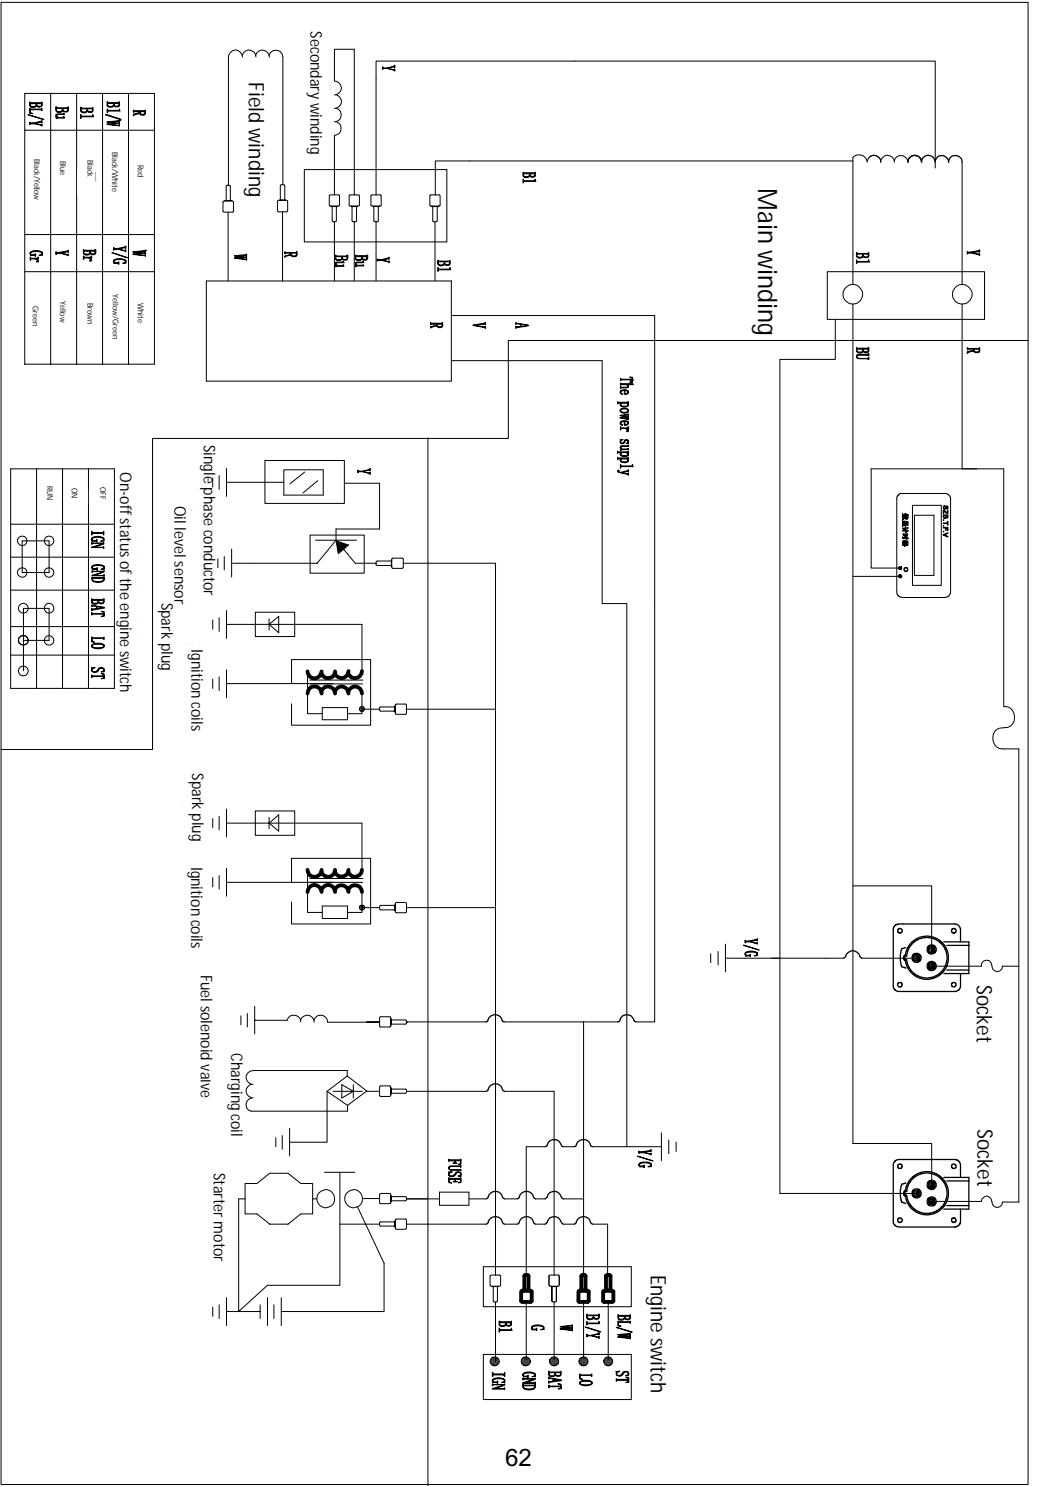 Main winding
Field winding
Secondary winding
Y
Bl
Y
Bl
BU
R
W
R
Bu
Bu
Y
Bl
R
V
A
The power supply
SZB.T.F.V
Socket
Socket
Y/G
Y/G
R
Red
W
White
Bl/W
Black/White
Y/G
Yellow/Green
Bl
Black
Br
Brown
Bu
Blue
Y
Yellow
BL/Y
Black/Yellow
Gr
Green
On-off status of the engine switch
IGN
GND
BAT
LO
ST
OFF
ON
RUN
Y
Single-phase conductor
Oil level sensor
Spark plug
Ignition coils
Spark plug
Ignition coils
Fuel solenoid valve
Charging coil
Starter motor
FUSE
Engine switch
BL/W
Bl/Y
W
G
Bl
ST
LO
BAT
GND
IGN
62